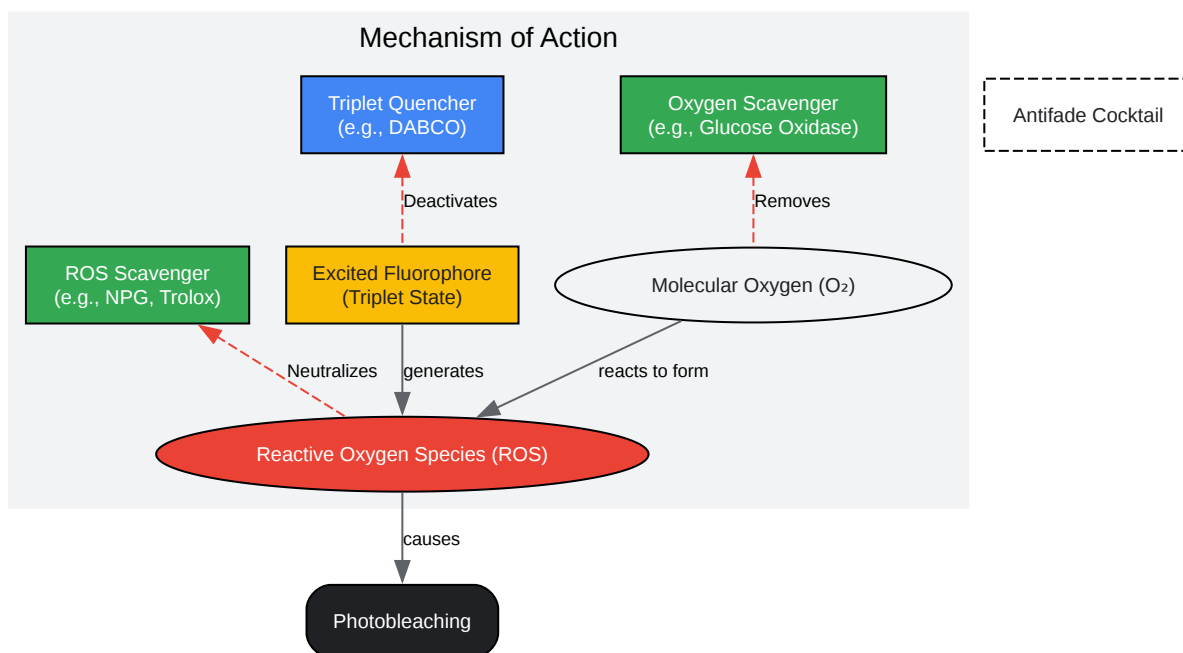 Mechanism of Action
Triplet Quencher
(e.g., DABCO)
Oxygen Scavenger
(e.g., Glucose Oxidase)
Antifade Cocktail
Deactivates
Removes
ROS Scavenger
(e.g., NPG, Trolox)
Excited Fluorophore
(Triplet State)
Molecular Oxygen (O₂)
Neutralizes
generates
reacts to form
Reactive Oxygen Species (ROS)
causes
Photobleaching